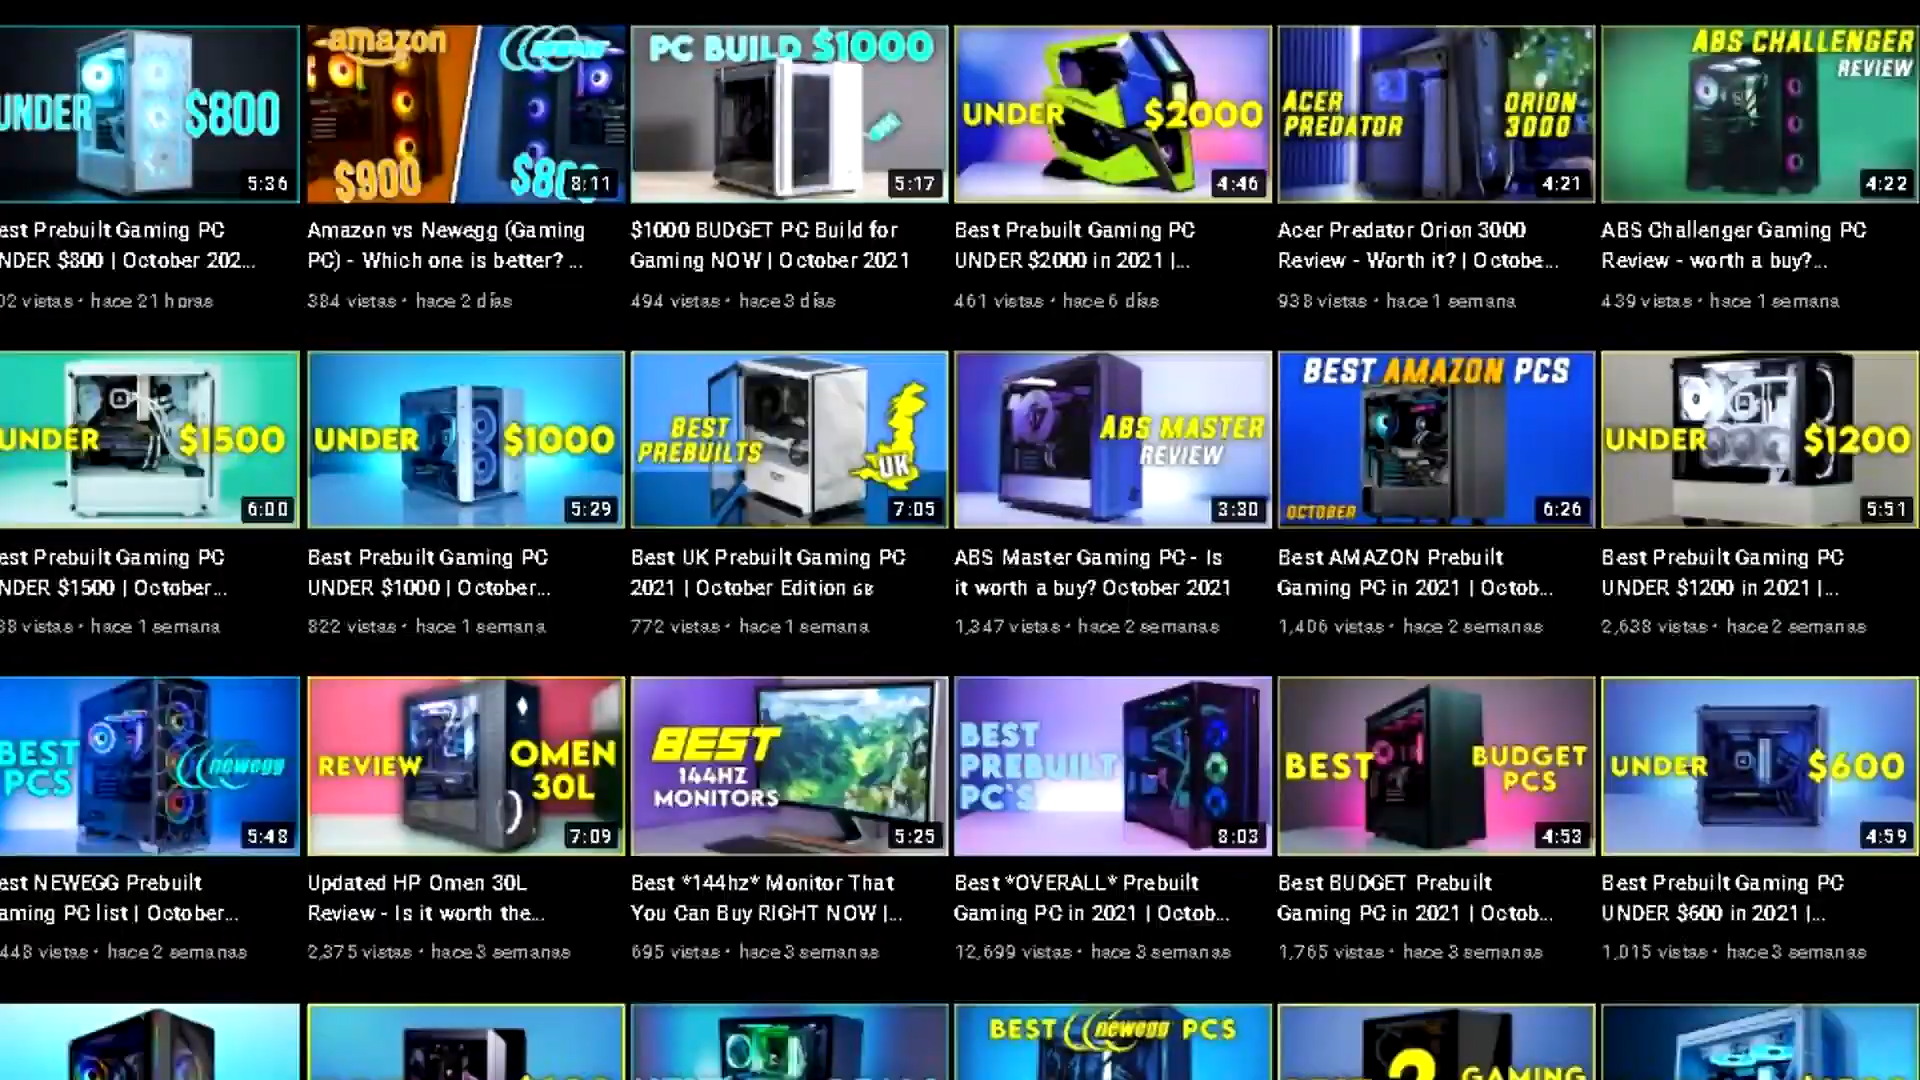 UNDER $800
5:36
amazon newegg
$900
8:11
PC BUILD $1000
5:17
UNDER $2000
4:46
ACER PREDATOR ORION 3000
4:21
ABS CHALLENGER
REVIEW
4:22
est Prebuilt Gaming PC
NDER $800 | October 202...
02 vistas • hace 21 horas
Amazon vs Newegg (Gaming
PC) - Which one is better? ...
384 vistas • hace 2 días
$1000 BUDGET PC Build for
Gaming NOW | October 2021
494 vistas • hace 3 días
Best Prebuilt Gaming PC
UNDER $2000 in 2021 |...
461 vistas • hace 6 días
Acer Predator Orion 3000
Review - Worth it? | Octobe...
938 vistas • hace 1 semana
ABS Challenger Gaming PC
Review - worth a buy?...
439 vistas • hace 1 semana
UNDER $1500
6:00
UNDER $1000
5:29
BEST
PREBUILTS
UK
7:05
ABS MASTER
REVIEW
3:30
BEST AMAZON PCS
OCTOBER
6:26
UNDER $1200
5:51
est Prebuilt Gaming PC
NDER $1500 | October...
38 vistas • hace 1 semana
Best Prebuilt Gaming PC
UNDER $1000 | October...
822 vistas • hace 1 semana
Best UK Prebuilt Gaming PC
2021 | October Edition GB
772 vistas • hace 1 semana
ABS Master Gaming PC - Is
it worth a buy? October 2021
1,347 vistas • hace 2 semanas
Best AMAZON Prebuilt
Gaming PC in 2021 | Octob...
1,406 vistas • hace 2 semanas
Best Prebuilt Gaming PC
UNDER $1200 in 2021 |...
2,638 vistas • hace 2 semanas
BEST
PCS
newegg
5:48
REVIEW
OMEN
30L
7:09
BEST
144HZ
MONITORS
5:25
BEST
PREBUILT
PC'S
8:03
BEST
BUDGET
PCS
4:53
UNDER $600
4:59
est NEWEGG Prebuilt
aming PC list | October...
448 vistas • hace 2 semanas
Updated HP Omen 30L
Review - Is it worth the...
2,375 vistas • hace 3 semanas
Best *144hz* Monitor That
You Can Buy RIGHT NOW |...
695 vistas • hace 3 semanas
Best *OVERALL* Prebuilt
Gaming PC in 2021 | Octob...
12,699 vistas • hace 3 semanas
Best BUDGET Prebuilt
Gaming PC in 2021 | Octob...
1,765 vistas • hace 3 semanas
Best Prebuilt Gaming PC
UNDER $600 in 2021 |...
1,015 vistas • hace 3 semanas
BEST newegg PCS
GAMING